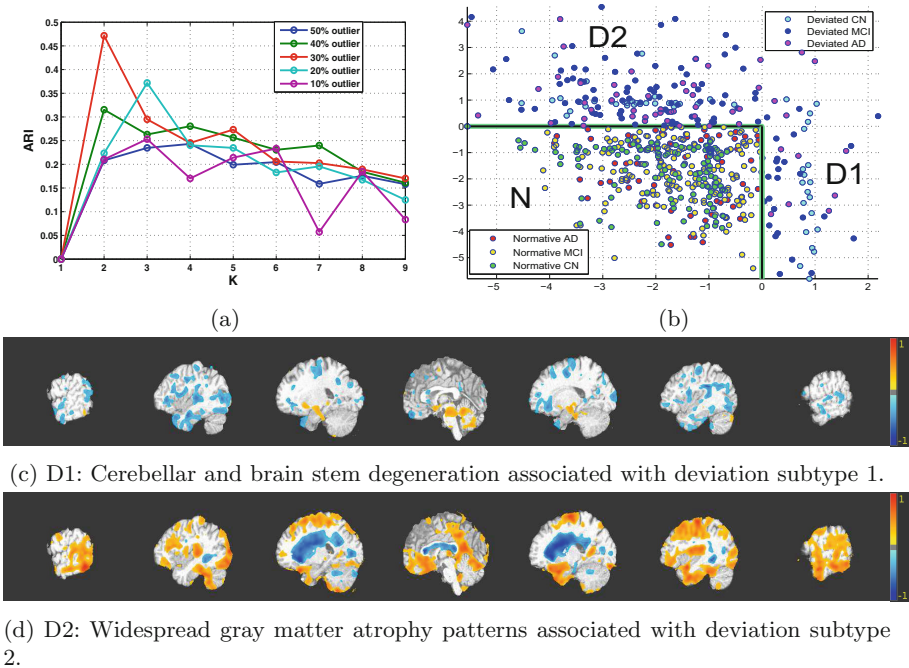 50% outlier
40% outlier
30% outlier
20% outlier
10% outlier
0.5
0.45
0.4
0.35
0.3
0.25
0.2
0.15
0.1
0.05
0
ARI
1 2 3 4 5 6 7 8 9
K
(a)
Deviated CN
Deviated MCI
Deviated AD
D2
D1
N
4
3
2
1
0
−1
−2
−3
−4
−5
Normative AD
Normative MCI
Normative CN
−5 −4 −3 −2 −1 0 1 2
(b)
1
-1
(c) D1: Cerebellar and brain stem degeneration associated with deviation subtype 1.
1
-1
(d) D2: Widespread gray matter atrophy patterns associated with deviation subtype
2.